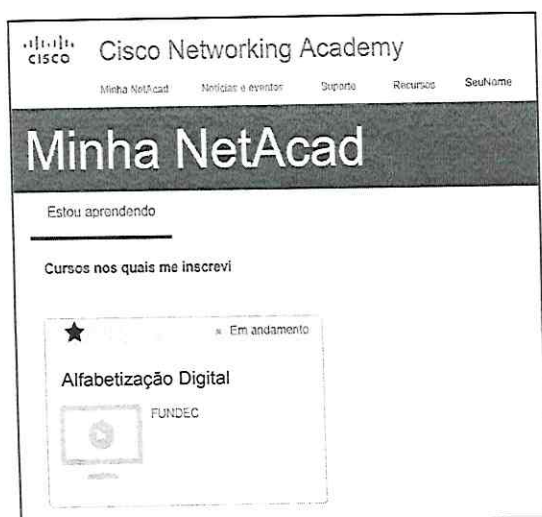 CISCO
Cisco Networking Academy
Minha NetAcad Notícias e eventos Suporte Recursos SeuNome
Minha NetAcad
Estou aprendendo
Cursos nos quais me inscrevi
Em andamento
Alfabetização Digital
FUNDEC